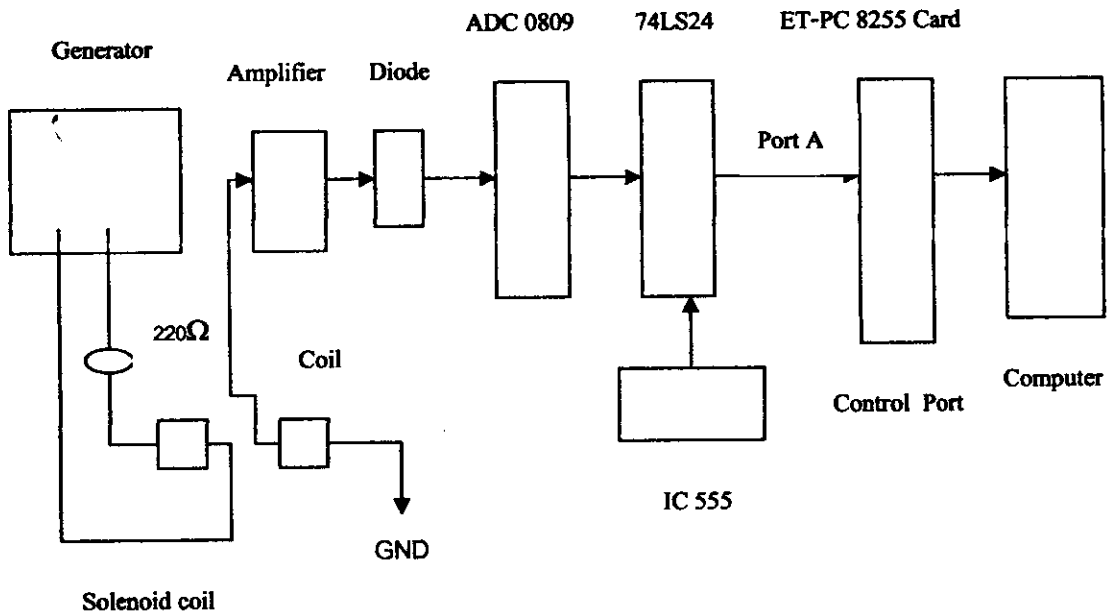 ADC 0809
74LS24
ET-PC 8255 Card
Generator
Amplifier
Diode
Port A
220Ω
Coil
Computer
Control Port
IC 555
GND
Solenoid coil